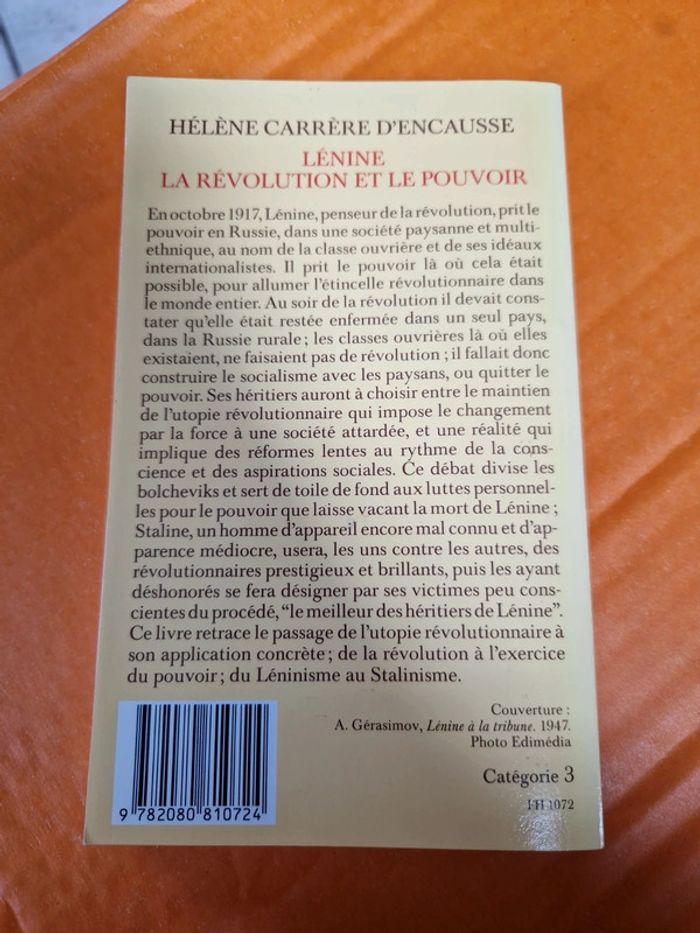 HÉLÈNE CARRÈRE D'ENCAUSSE
LÉNINE
LA RÉVOLUTION ET LE POUVOIR
En octobre 1917, Lénine, penseur de la révolution, prit le
pouvoir en Russie, dans une société paysanne et multi-
ethnique, au nom de la classe ouvrière et de ses idéaux
internationalistes. Il prit le pouvoir là où cela était
possible, pour allumer l'étincelle révolutionnaire dans
le monde entier. Au soir de la révolution il devait cons-
tater qu'elle était restée enfermée dans un seul pays,
dans la Russie rurale ; les classes ouvrières là où elles
existaient, ne faisaient pas de révolution ; il fallait donc
construire le socialisme avec les paysans, ou quitter le
pouvoir. Ses héritiers auront à choisir entre le maintien
de l'utopie révolutionnaire qui impose le changement
par la force à une société attardée, et une réalité qui
implique des réformes lentes au rythme de la cons-
science et des aspirations sociales. Ce débat divise les
bolcheviks et sert de toile de fond aux luttes personnel-
les pour le pouvoir que laisse vacant la mort de Lénine ;
Staline, un homme d'appareil encore mal connu et d'ap-
parence médiocre, usera, les uns contre les autres, des
révolutionnaires prestigieux et brillants, puis les ayant
déshonorés se fera désigner par ses victimes peu cons-
cientes du procédé, "le meilleur des héritiers de Lénine".
Ce livre retrace le passage de l'utopie révolutionnaire à
son application concrète ; de la révolution à l'exercice
du pouvoir ; du Léninisme au Stalinisme.
Couverture :
A. Gérasimov, Lénine à la tribune. 1947.
Photo Edimédia
Catégorie 3
FH 1072
9 782080 810724